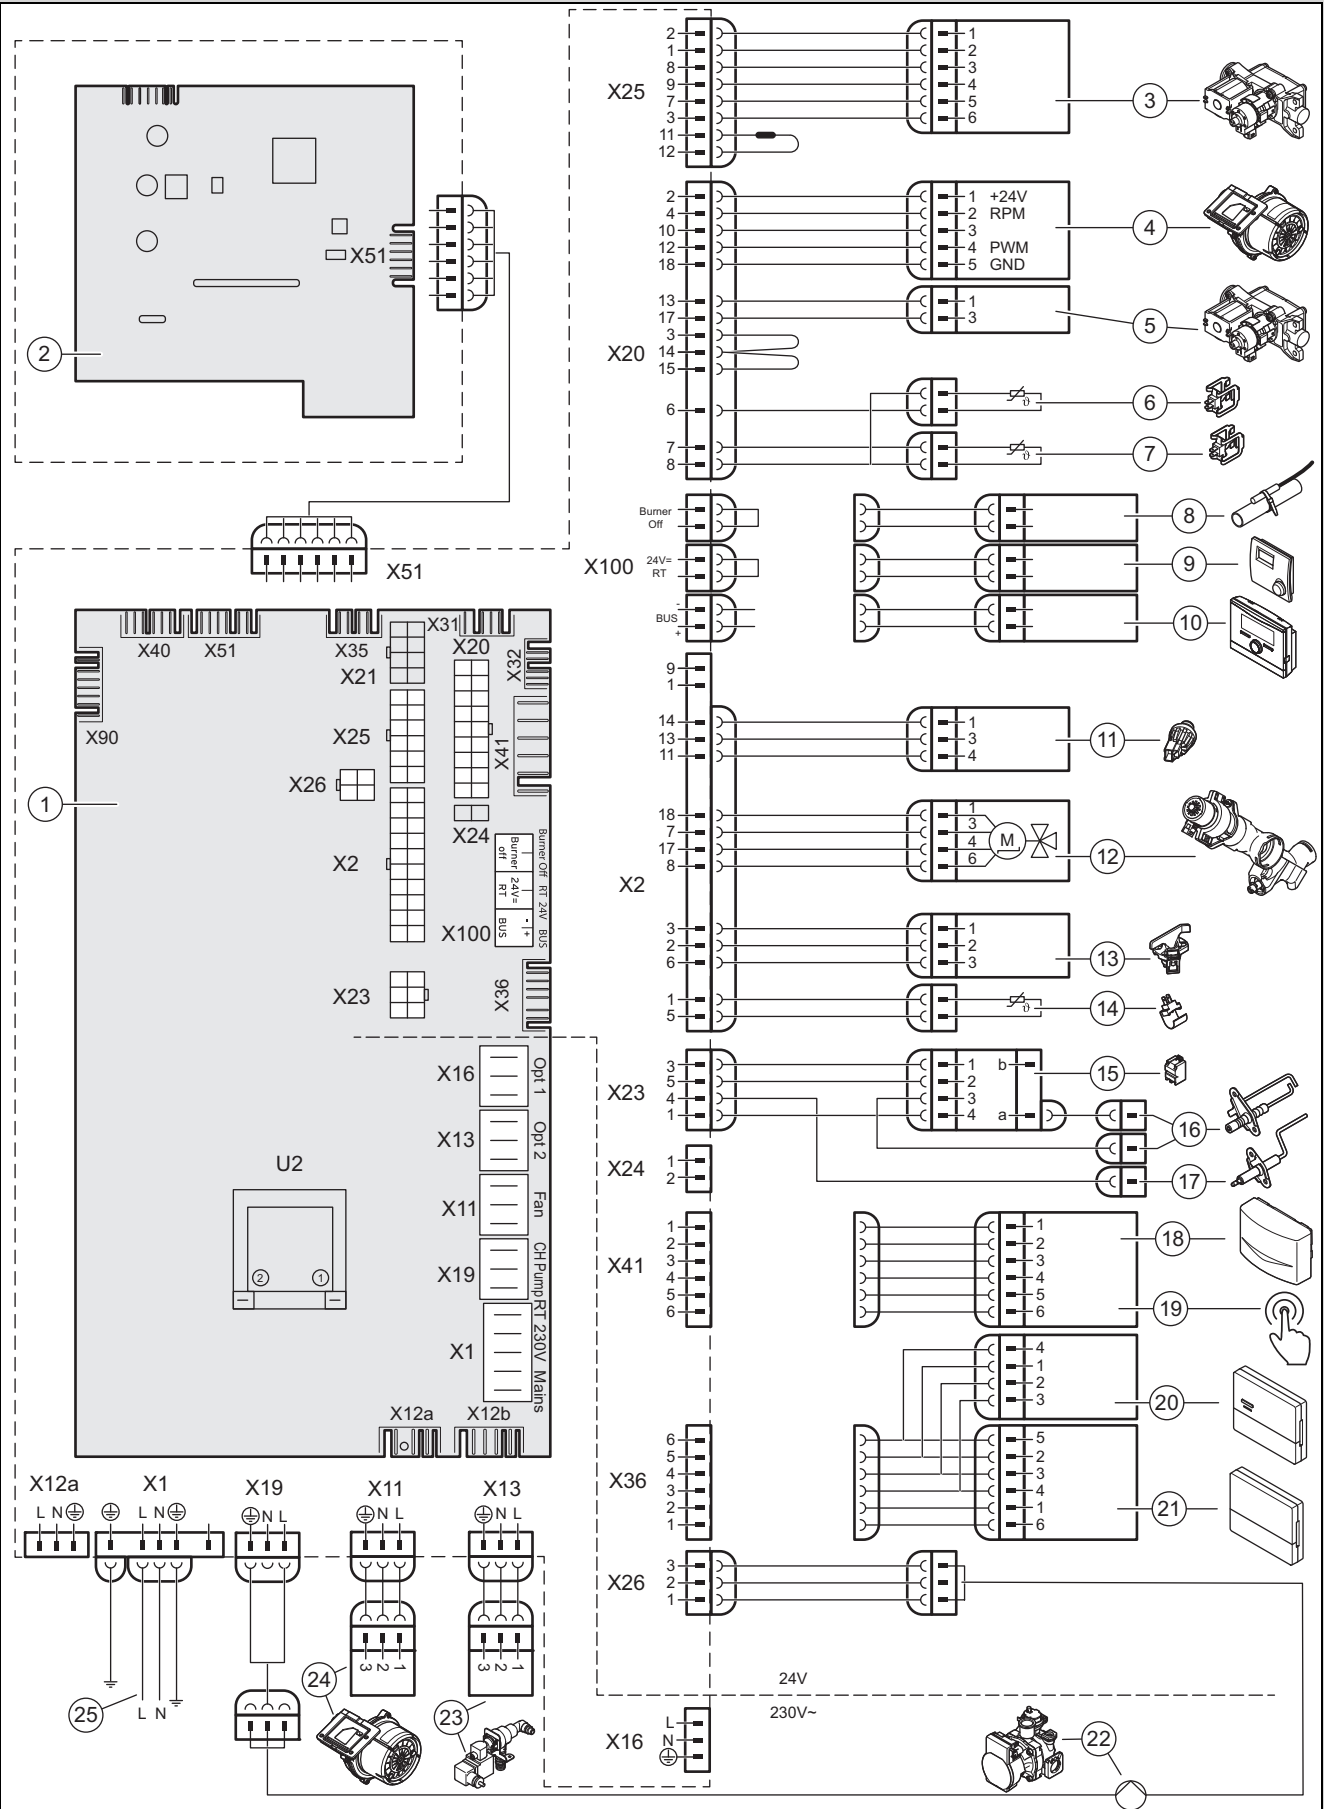 X51
2
X51
X25
2
1
8
9
7
3
11
12
1
2
3
4
5
6
3
X20
2
4
10
12
18
13
17
3
14
15
6
7
8
1 +24V
2 RPM
3
4 PWM
5 GND
4
1
3
5
ϑ
6
ϑ
7
X100
Burner
Off
24V=
RT
-
BUS
+
8
9
10
X2
9
1
14
13
11
18
7
17
8
3
2
6
1
5
1
3
4
11
1
3
4
6
M
12
1
2
3
13
ϑ
14
X23
3
5
4
1
1
2
3
4
b
a
15
16
17
X24
1
2
X41
1
2
3
4
5
6
1
2
3
4
5
6
18
19
4
1
2
3
20
X36
6
5
4
3
2
1
5
2
3
4
1
6
21
X26
3
2
1
24V
230V~
X16
L
N
22
X40
X51
X35
X31
X21
X20
X32
X90
X25
X41
X26
X24
1
X2
Burner
off
24V=
RT
- +
BUS
Burner Off RT 24V BUS
X100
X23
X36
X16
Opt 1
X13
Opt 2
X11
Fan
X19
CH Pump
X1
RT 230V Mains
U2
2
1
X12a
X12b
X12a
L N
X1
L N
X19
N L
X11
N L
X13
N L
3 2 1
3 2 1
25
L N
24
23